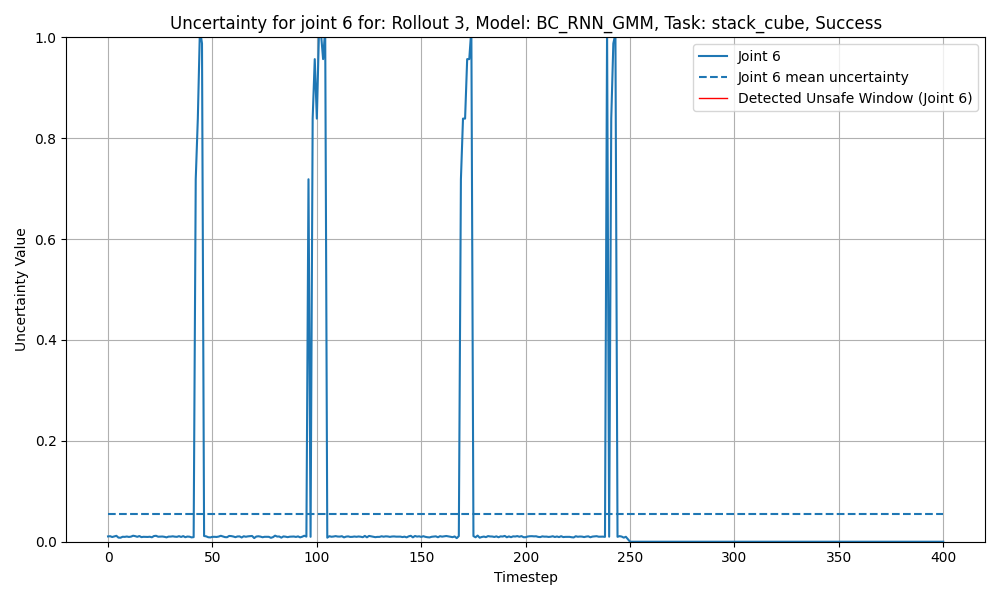 Uncertainty for joint 6 for: Rollout 3, Model: BC_RNN_GMM, Task: stack_cube, Success
Joint 6
Joint 6 mean uncertainty
Detected Unsafe Window (Joint 6)
Uncertainty Value
1.0
0.8
0.6
0.4
0.2
0.0
0 50 100 150 200 250 300 350 400
Timestep